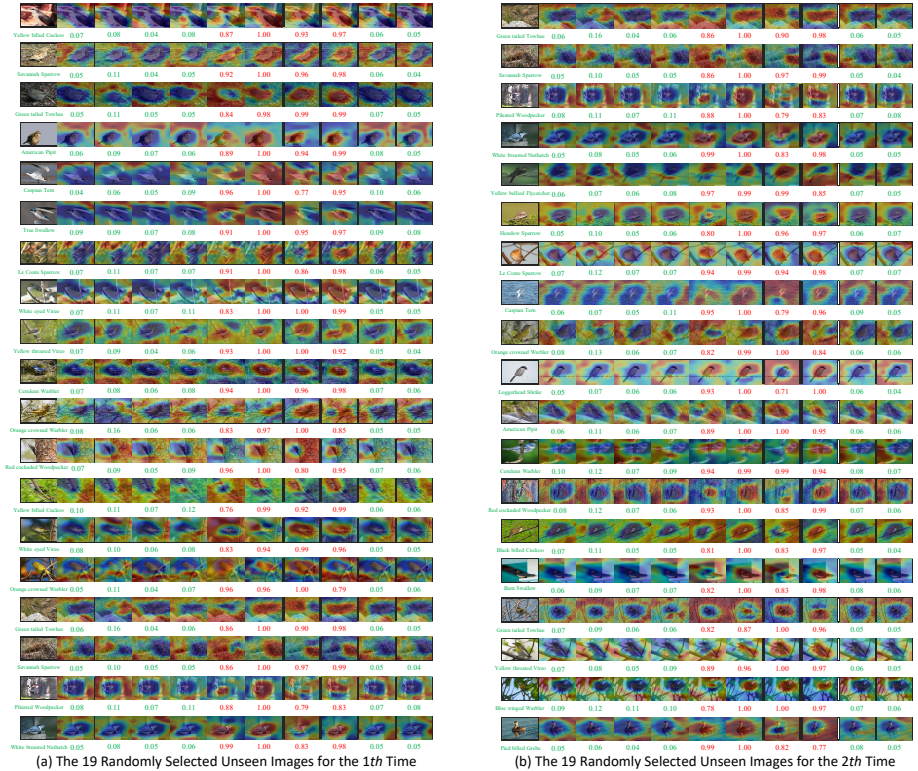 Yellow billed Cuckoo 0.07 0.08 0.04 0.08 0.87 1.00 0.93 0.97 0.06 0.05
Savannah Sparrow 0.05 0.11 0.04 0.05 0.92 1.00 0.96 0.98 0.06 0.04
Green tailed Towhee 0.05 0.11 0.05 0.05 0.84 0.98 0.99 0.99 0.07 0.05
American Pipit 0.06 0.09 0.07 0.06 0.89 1.00 0.94 0.99 0.08 0.05
Caspian Tern 0.04 0.06 0.05 0.09 0.96 1.00 0.77 0.95 0.10 0.06
Tree Swallow 0.09 0.09 0.07 0.08 0.91 1.00 0.95 0.97 0.09 0.08
Le Conte Sparrow 0.07 0.11 0.07 0.07 0.91 1.00 0.86 0.98 0.06 0.05
White eyed Vireo 0.07 0.11 0.07 0.11 0.83 1.00 1.00 0.98 0.05 0.05
Yellow throated Vireo 0.07 0.09 0.04 0.06 0.93 1.00 1.00 0.92 0.05 0.04
Cerulean Warbler 0.07 0.08 0.06 0.08 0.94 1.00 0.96 0.98 0.07 0.06
Orange crowned Warbler 0.08 0.16 0.06 0.06 0.83 0.97 1.00 0.85 0.05 0.05
Red cockaded Woodpecker 0.07 0.09 0.05 0.09 0.96 1.00 0.80 0.95 0.07 0.06
Yellow billed Cuckoo 0.10 0.11 0.07 0.12 0.76 0.99 0.92 0.99 0.06 0.05
White eyed Vireo 0.08 0.10 0.06 0.08 0.83 0.94 0.99 0.96 0.05 0.05
Orange crowned Warbler 0.05 0.11 0.04 0.07 0.96 0.96 1.00 0.79 0.05 0.05
Green tailed Towhee 0.06 0.16 0.04 0.06 0.86 1.00 0.90 0.98 0.06 0.05
Savannah Sparrow 0.05 0.10 0.05 0.05 0.86 1.00 0.97 0.99 0.05 0.04
Pileated Woodpecker 0.08 0.11 0.07 0.11 0.88 1.00 0.79 0.83 0.07 0.08
White breasted Nuthatch 0.05 0.08 0.05 0.06 0.99 1.00 0.83 0.98 0.05 0.05
(a) The 19 Randomly Selected Unseen Images for the 1th Time
Green tailed Towhee 0.06 0.16 0.04 0.06 0.86 1.00 0.90 0.98 0.06 0.05
Savannah Sparrow 0.05 0.10 0.05 0.05 0.86 1.00 0.97 0.99 0.05 0.04
Pileated Woodpecker 0.08 0.11 0.07 0.11 0.88 1.00 0.79 0.83 0.07 0.08
White breasted Nuthatch 0.05 0.08 0.05 0.06 0.99 1.00 0.83 0.98 0.05 0.05
Yellow bellied Flycatcher 0.06 0.07 0.06 0.08 0.97 0.99 0.99 0.85 0.07 0.05
Henslow Sparrow 0.05 0.10 0.05 0.06 0.80 1.00 0.96 0.97 0.06 0.07
Le Conte Sparrow 0.07 0.12 0.07 0.07 0.94 0.99 0.94 0.98 0.07 0.07
Caspian Tern 0.06 0.07 0.05 0.11 0.95 1.00 0.79 0.96 0.09 0.06
Orange crowned Warbler 0.08 0.13 0.06 0.07 0.82 0.99 1.00 0.84 0.06 0.06
Loggerhead Shrike 0.05 0.07 0.06 0.06 0.93 1.00 0.71 1.00 0.06 0.04
American Pipit 0.06 0.11 0.06 0.07 0.89 1.00 1.00 0.95 0.06 0.06
Cerulean Warbler 0.10 0.12 0.07 0.09 0.94 0.99 0.99 0.94 0.08 0.07
Red cockaded Woodpecker 0.08 0.12 0.07 0.06 0.93 1.00 0.85 0.99 0.07 0.06
Black billed Cuckoo 0.07 0.11 0.05 0.05 0.81 1.00 0.83 0.97 0.05 0.04
Barn Swallow 0.06 0.09 0.07 0.07 0.82 1.00 0.83 0.98 0.08 0.06
Green tailed Towhee 0.07 0.09 0.06 0.06 0.82 0.87 1.00 0.96 0.05 0.05
Yellow throated Vireo 0.07 0.08 0.05 0.09 0.89 0.96 1.00 0.97 0.06 0.05
Blue winged Warbler 0.09 0.12 0.11 0.10 0.78 1.00 1.00 0.97 0.07 0.06
Pied billed Grebe 0.05 0.06 0.04 0.06 0.99 1.00 0.82 0.77 0.08 0.05
(b) The 19 Randomly Selected Unseen Images for the 2th Time